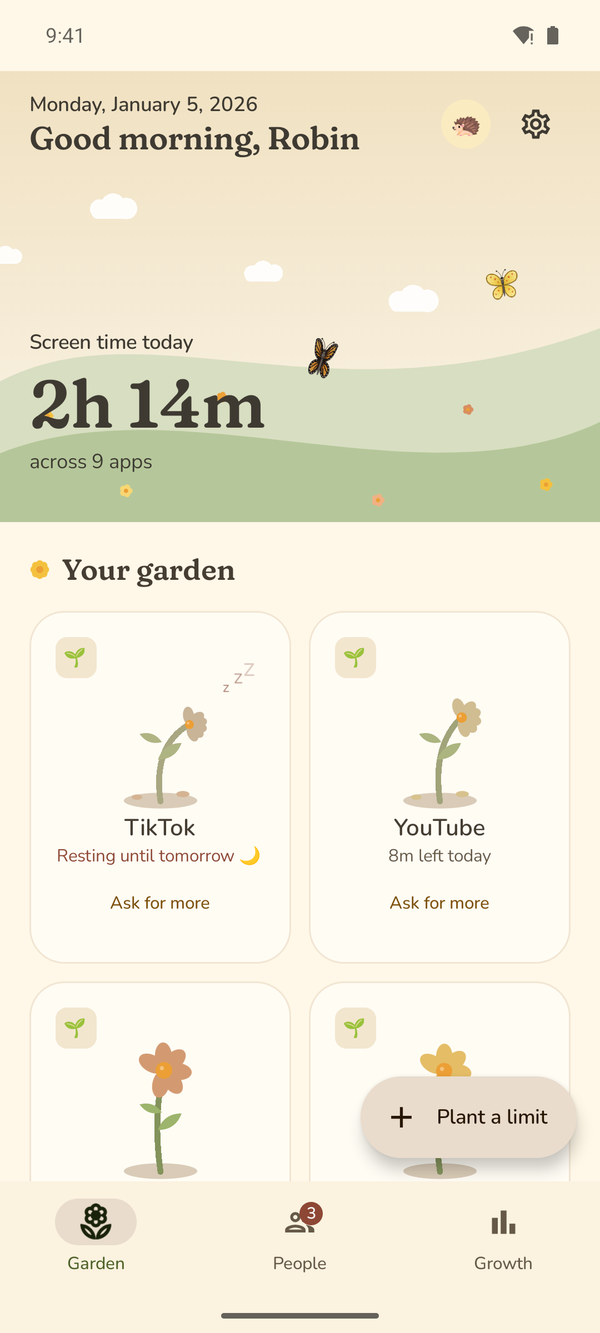 9:41
Monday, January 5, 2026
Good morning, Robin
Screen time today
2h 14m
across 9 apps
Your garden
z z Z
TikTok
Resting until tomorrow 🌙
Ask for more
YouTube
8m left today
Ask for more
Plant a limit
3
Garden
People
Growth